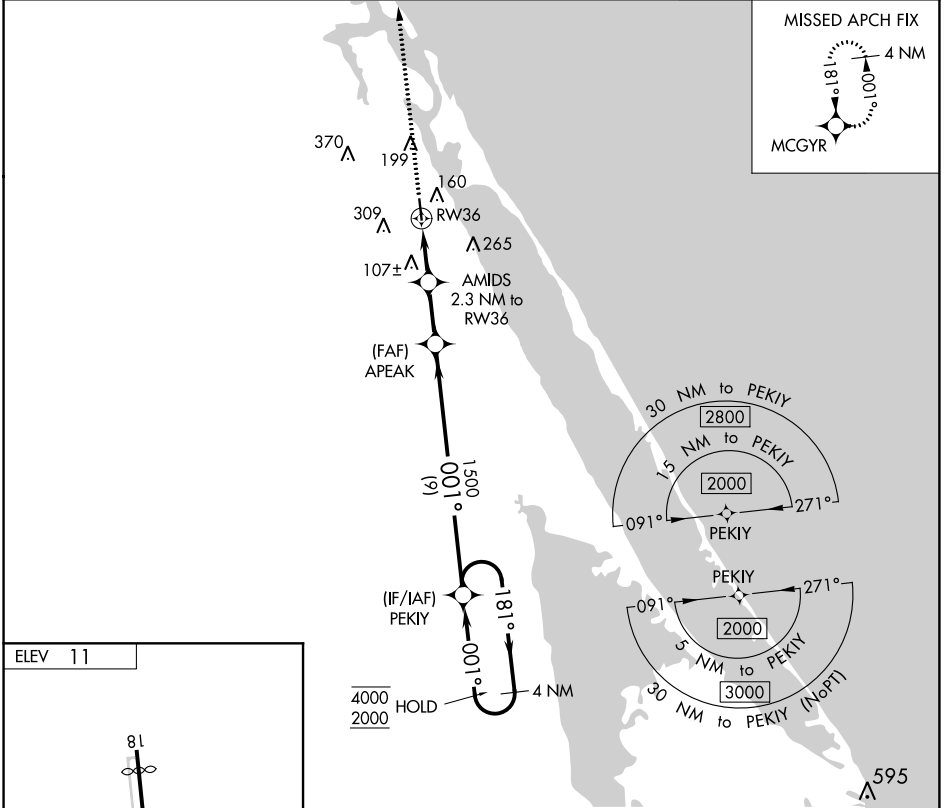 MISSED APCH FIX
4 NM
181°
001°
MCGYR
370
199
160
309
RW36
265
107±
AMIDS
2.3 NM to
RW36
(FAF)
APEAK
30 NM to PEKIY
2800
15 NM to PEKIY
2000
091°
271°
PEKIY
1500
001°
(9)
(IF/IAF)
PEKIY
181°
001°
4000
2000
HOLD
4 NM
PEKIY
091°
271°
2000
5 NM to PEKIY
3000
30 NM to PEKIY (NoPT)
595
ELEV 11
18